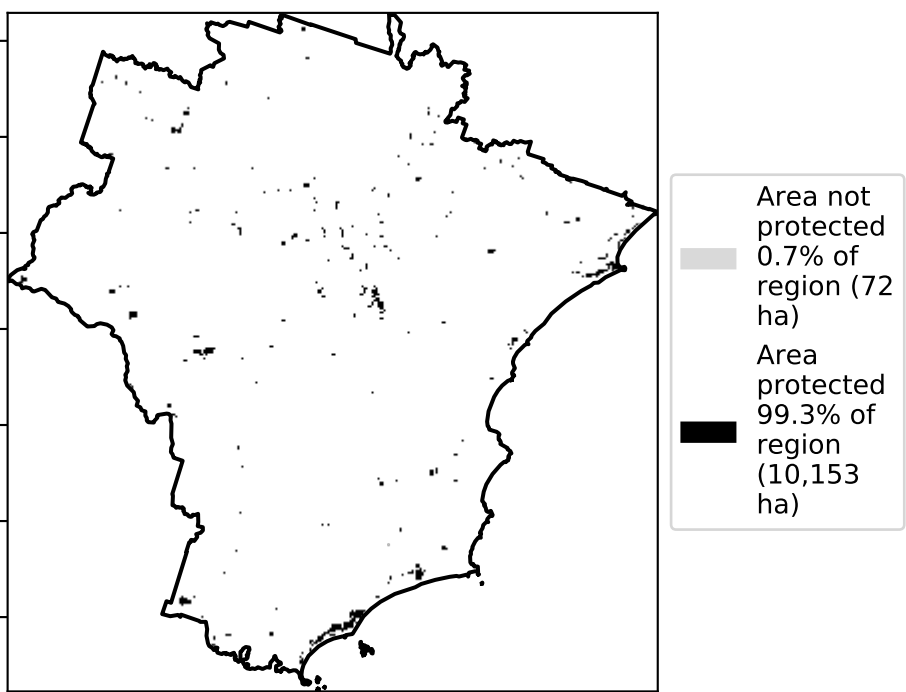 Area not
protected
0.7% of
region (72
ha)
Area
protected
99.3% of
region
(10,153
ha)